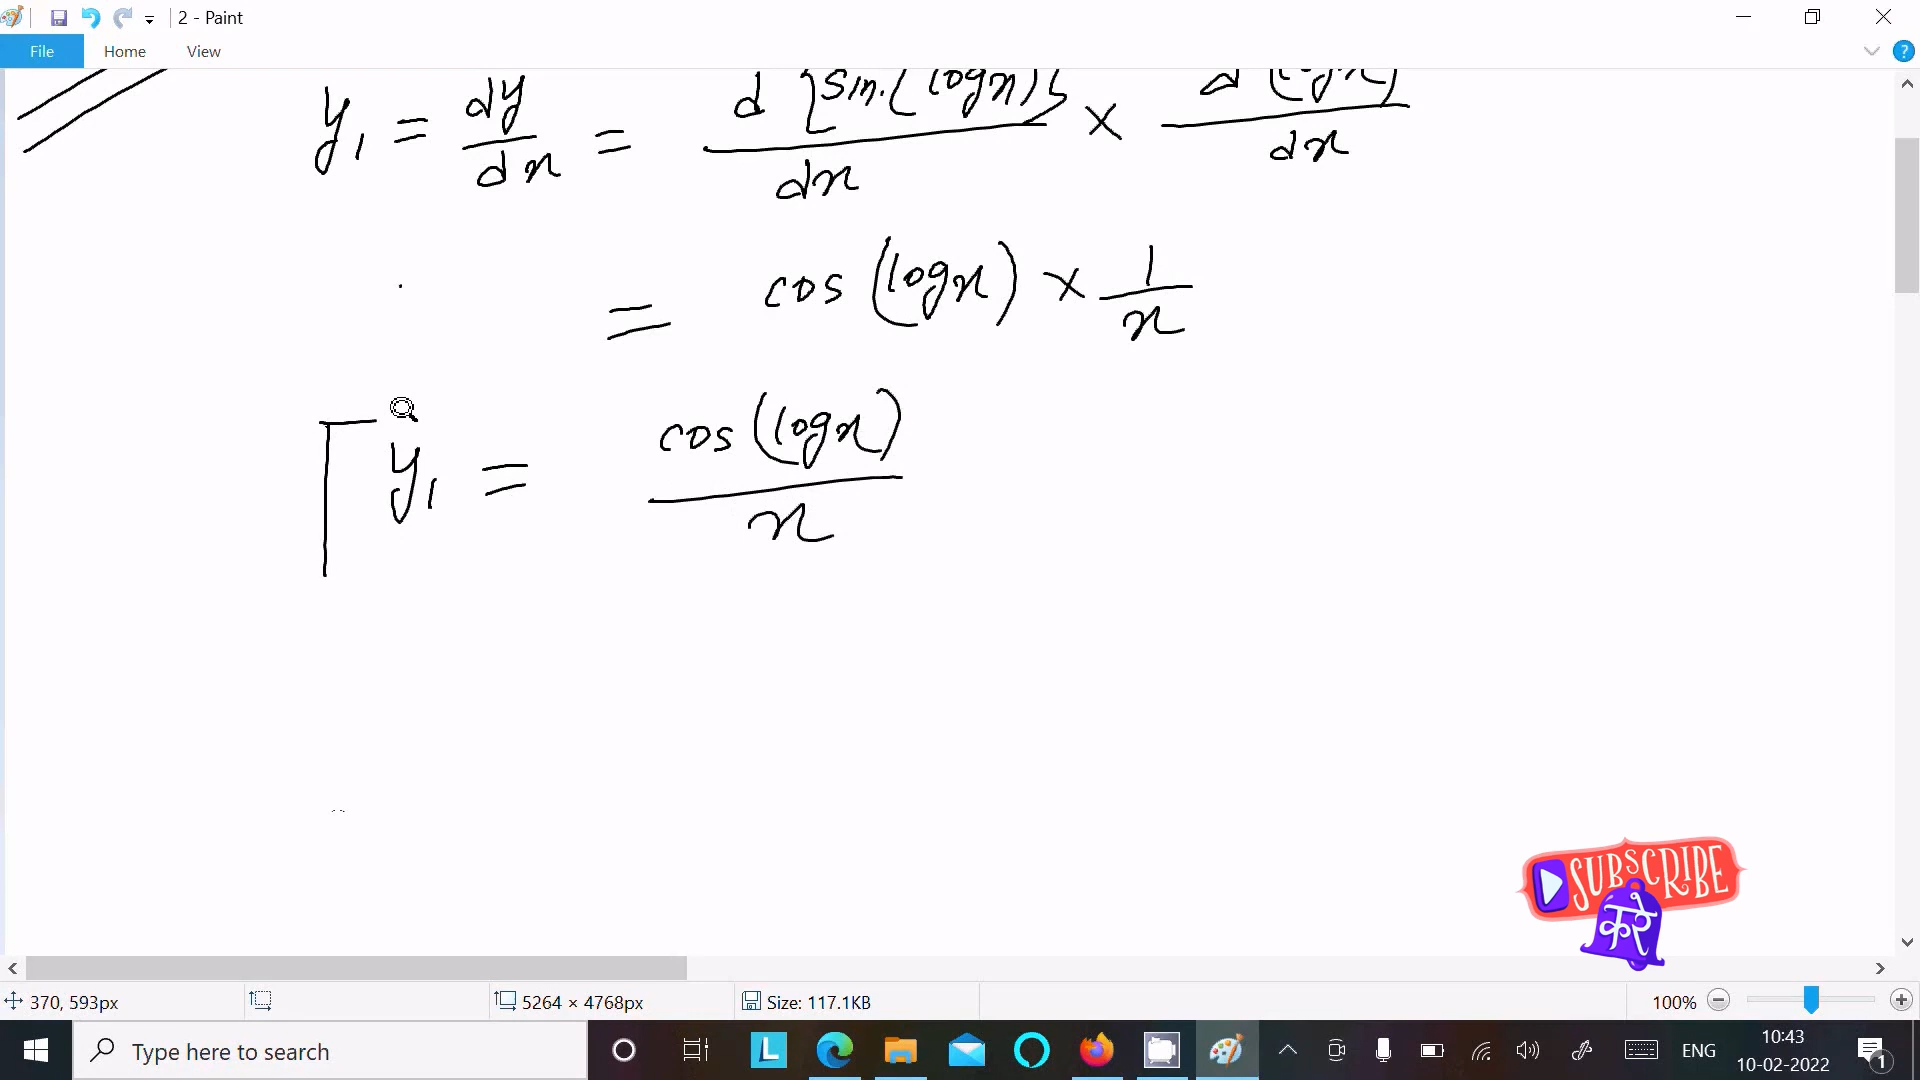 2 - Paint
File Home View
y₁ = dy/dx = d {sin(logx)}/dx × d (logx)/dx
= cos (logx) × 1/x
y₁ = cos (logx)/x
SUBSCRIBE
करे
370, 593px 5264 × 4768px Size: 117.1KB 100%
Type here to search L ENG 10:43
10-02-2022 1